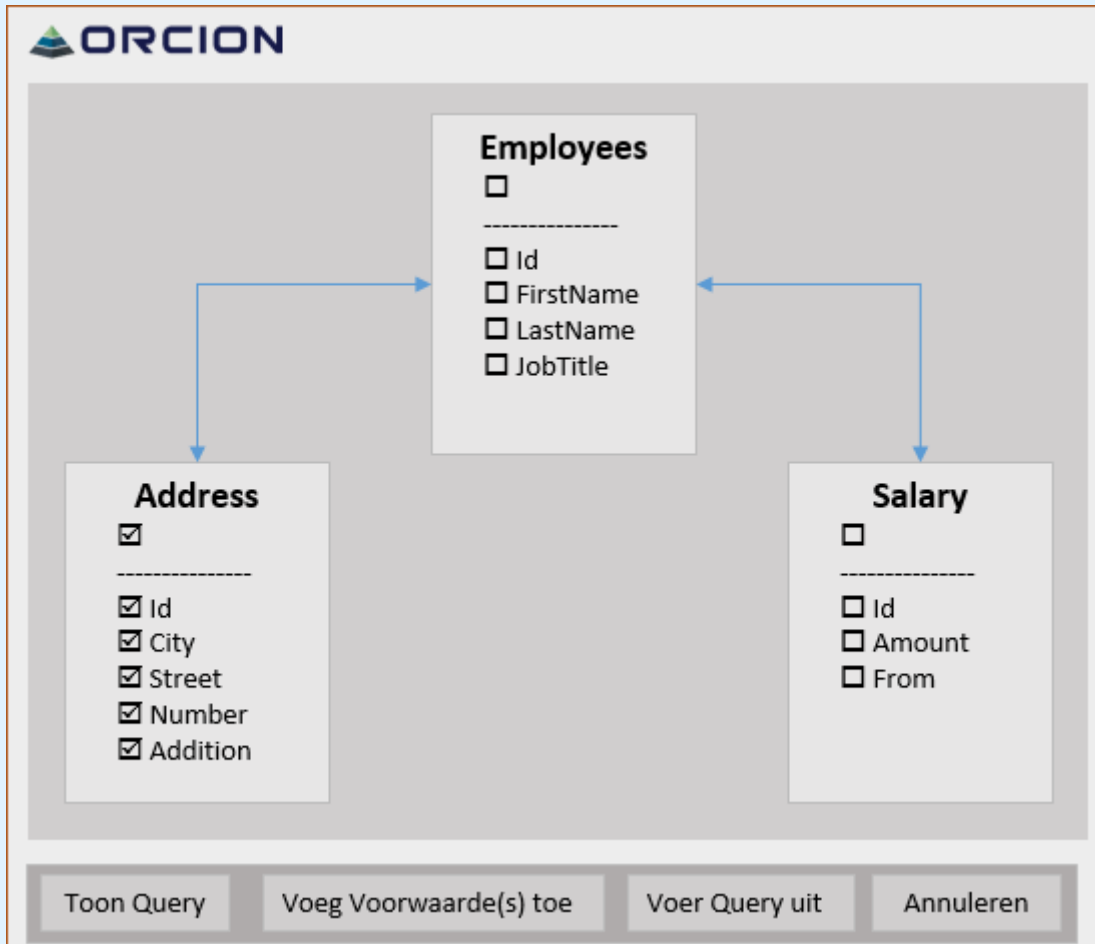 ORCION
Employees
---------------
Id
FirstName
LastName
JobTitle
Address
---------------
Id
City
Street
Number
Addition
Salary
---------------
Id
Amount
From
Toon Query
Voeg Voorwaarde(s) toe
Voer Query uit
Annuleren